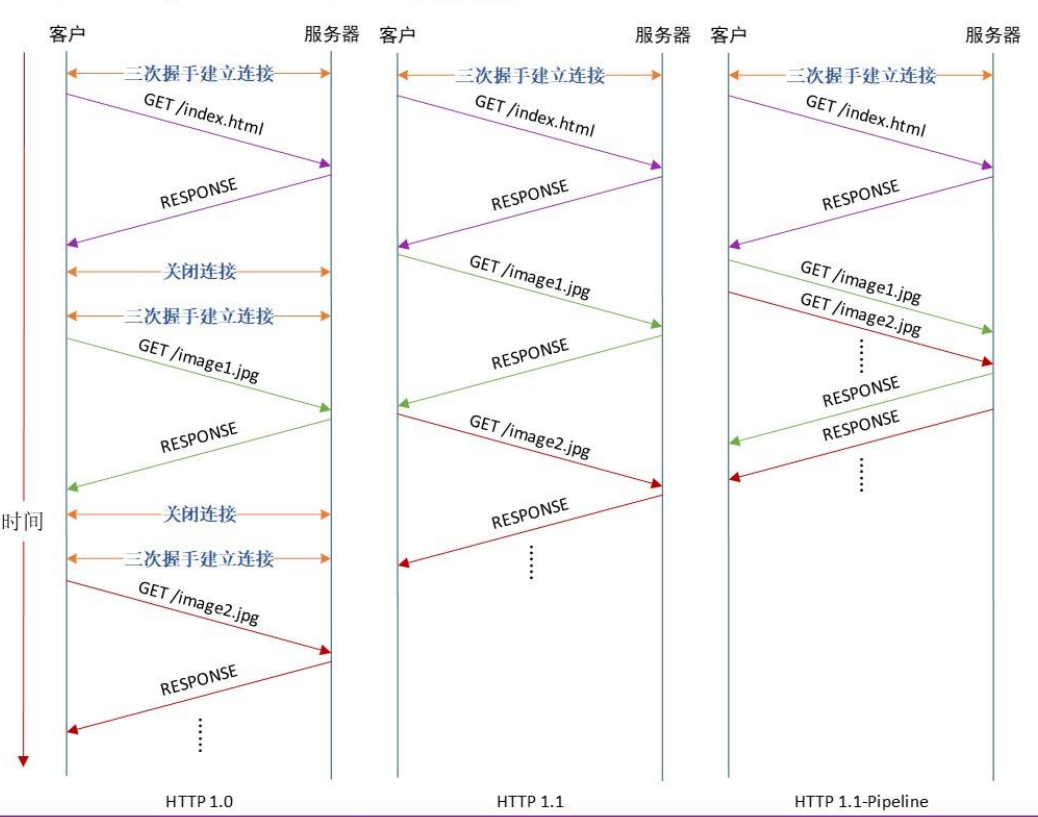 客户
服务器
三次握手建立连接
GET /index.html
RESPONSE
关闭连接
三次握手建立连接
GET /image1.jpg
RESPONSE
关闭连接
三次握手建立连接
GET /image2.jpg
RESPONSE
......
HTTP 1.0
客户
服务器
三次握手建立连接
GET /index.html
RESPONSE
GET /image1.jpg
RESPONSE
GET /image2.jpg
RESPONSE
......
HTTP 1.1
客户
服务器
三次握手建立连接
GET /index.html
RESPONSE
GET /image1.jpg
GET /image2.jpg
......
RESPONSE
RESPONSE
......
HTTP 1.1-Pipeline
时间